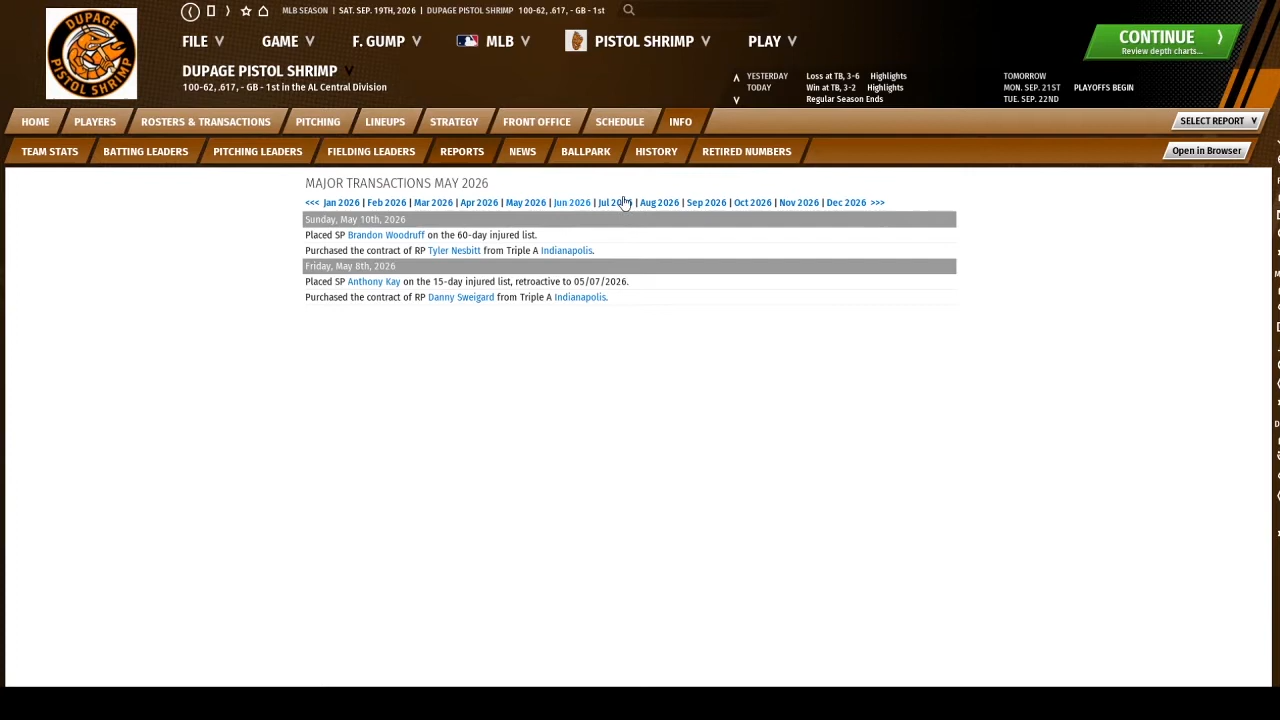 DUPAGE
PISTOL SHRIMP
MLB SEASON | SAT. SEP. 19TH, 2026 | DUPAGE PISTOL SHRIMP 100-62, .617, - GB - 1st
FILE GAME F. GUMP MLB PISTOL SHRIMP PLAY
CONTINUE
Review depth charts...
DUPAGE PISTOL SHRIMP
100-62, .617, - GB - 1st in the AL Central Division
YESTERDAY Loss at TB, 3-6 Highlights
TODAY Win at TB, 3-2 Highlights
Regular Season Ends
TOMORROW
MON. SEP. 21ST PLAYOFFS BEGIN
TUE. SEP. 22ND
HOME PLAYERS ROSTERS & TRANSACTIONS PITCHING LINEUPS STRATEGY FRONT OFFICE SCHEDULE INFO SELECT REPORT
TEAM STATS BATTING LEADERS PITCHING LEADERS FIELDING LEADERS REPORTS NEWS BALLPARK HISTORY RETIRED NUMBERS Open in Browser
MAJOR TRANSACTIONS MAY 2026
<<< Jan 2026 | Feb 2026 | Mar 2026 | Apr 2026 | May 2026 | Jun 2026 | Jul 2026 | Aug 2026 | Sep 2026 | Oct 2026 | Nov 2026 | Dec 2026 >>>
Sunday, May 10th, 2026
Placed SP Brandon Woodruff on the 60-day injured list.
Purchased the contract of RP Tyler Nesbitt from Triple A Indianapolis.
Friday, May 8th, 2026
Placed SP Anthony Kay on the 15-day injured list, retroactive to 05/07/2026.
Purchased the contract of RP Danny Sweigard from Triple A Indianapolis.